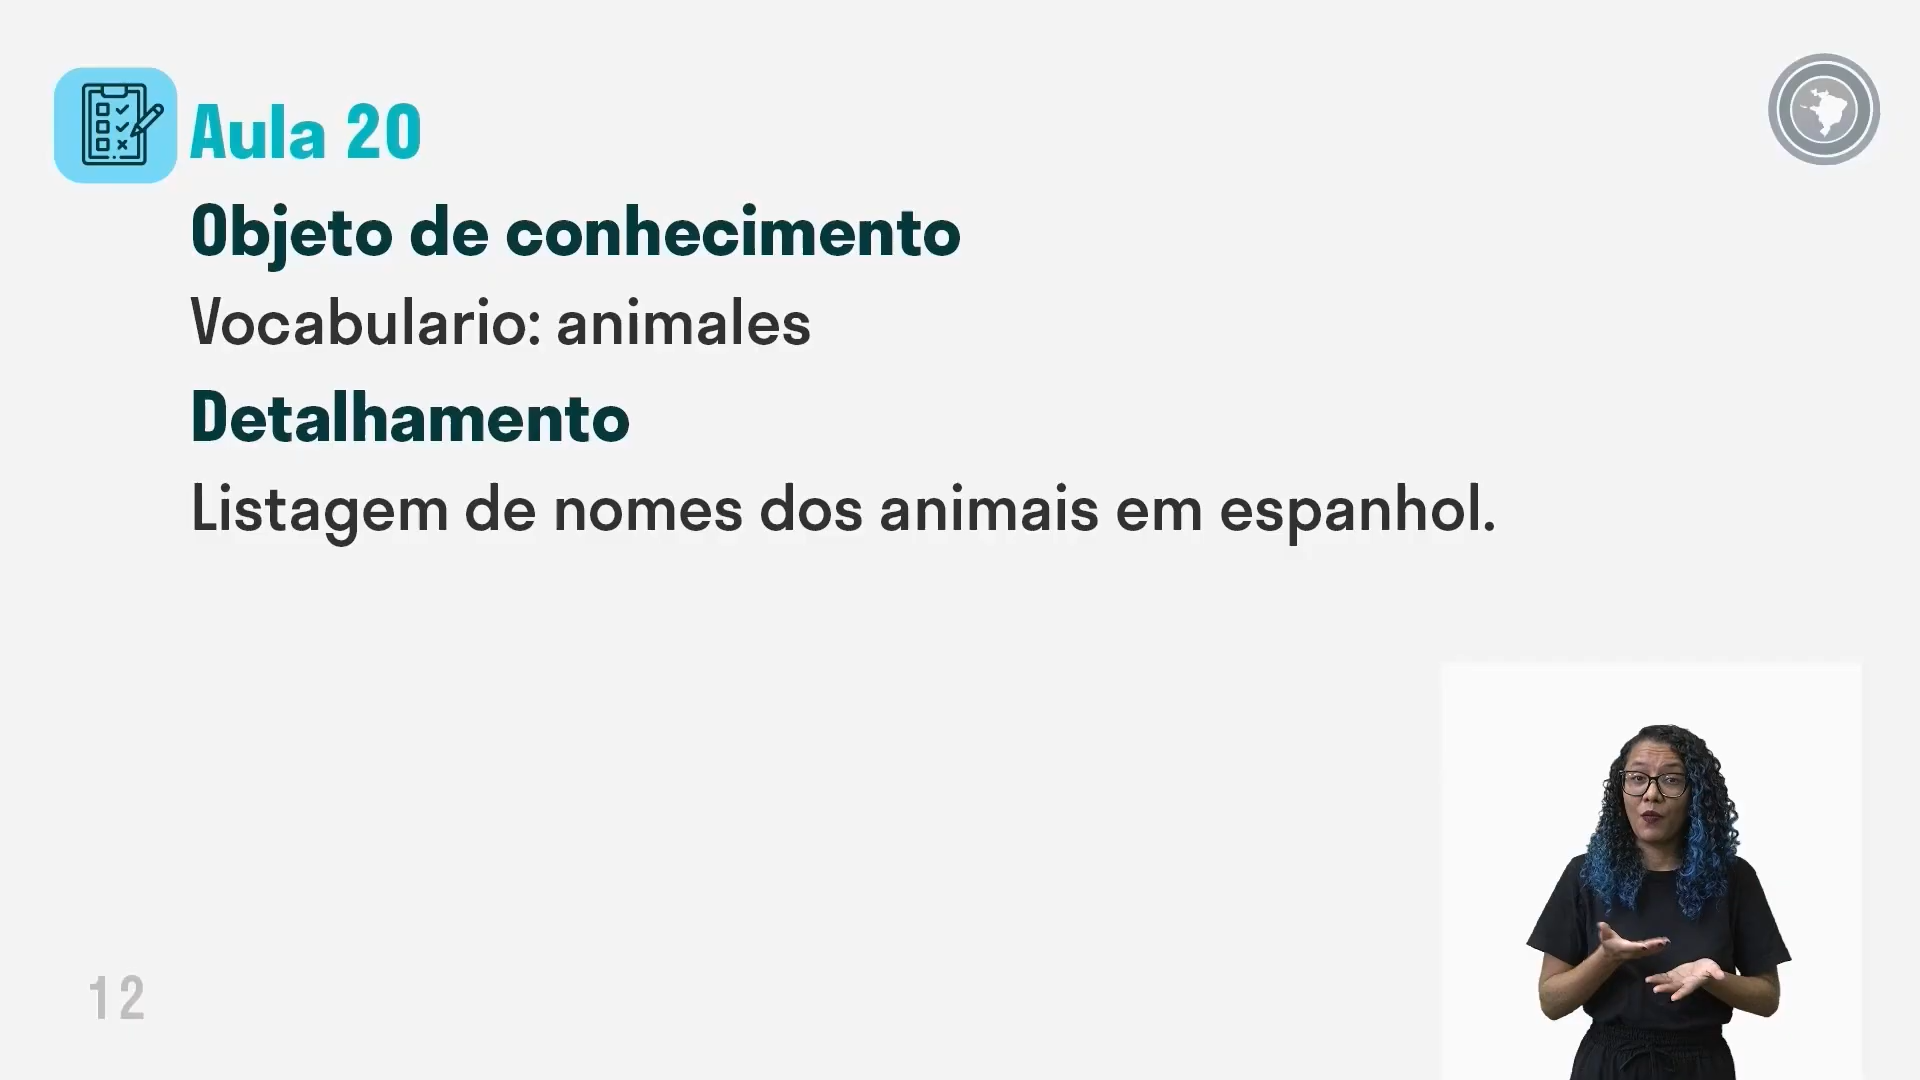 Aula 20
Objeto de conhecimento
Vocabulario: animales
Detalhamento
Listagem de nomes dos animais em espanhol.
12